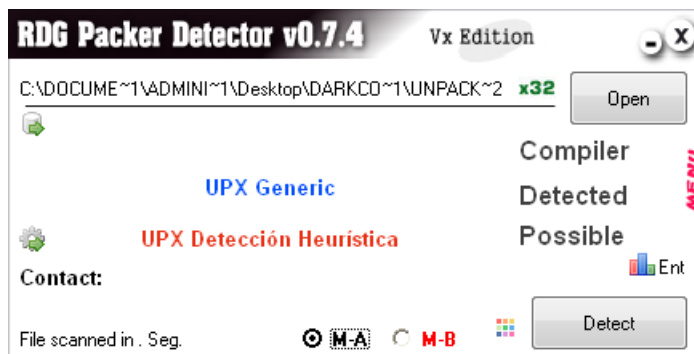 RDG Packer Detector v0.7.4 Vx Edition
C:\DOCUME~1\ADMINI~1\Desktop\DARKCO~1\UNPACK~2 x32
Open
Compiler
MENU
UPX Generic
Detected
UPX Detección Heurística
Possible
Ent
Contact:
File scanned in . Seg.
M-A
M-B
Detect